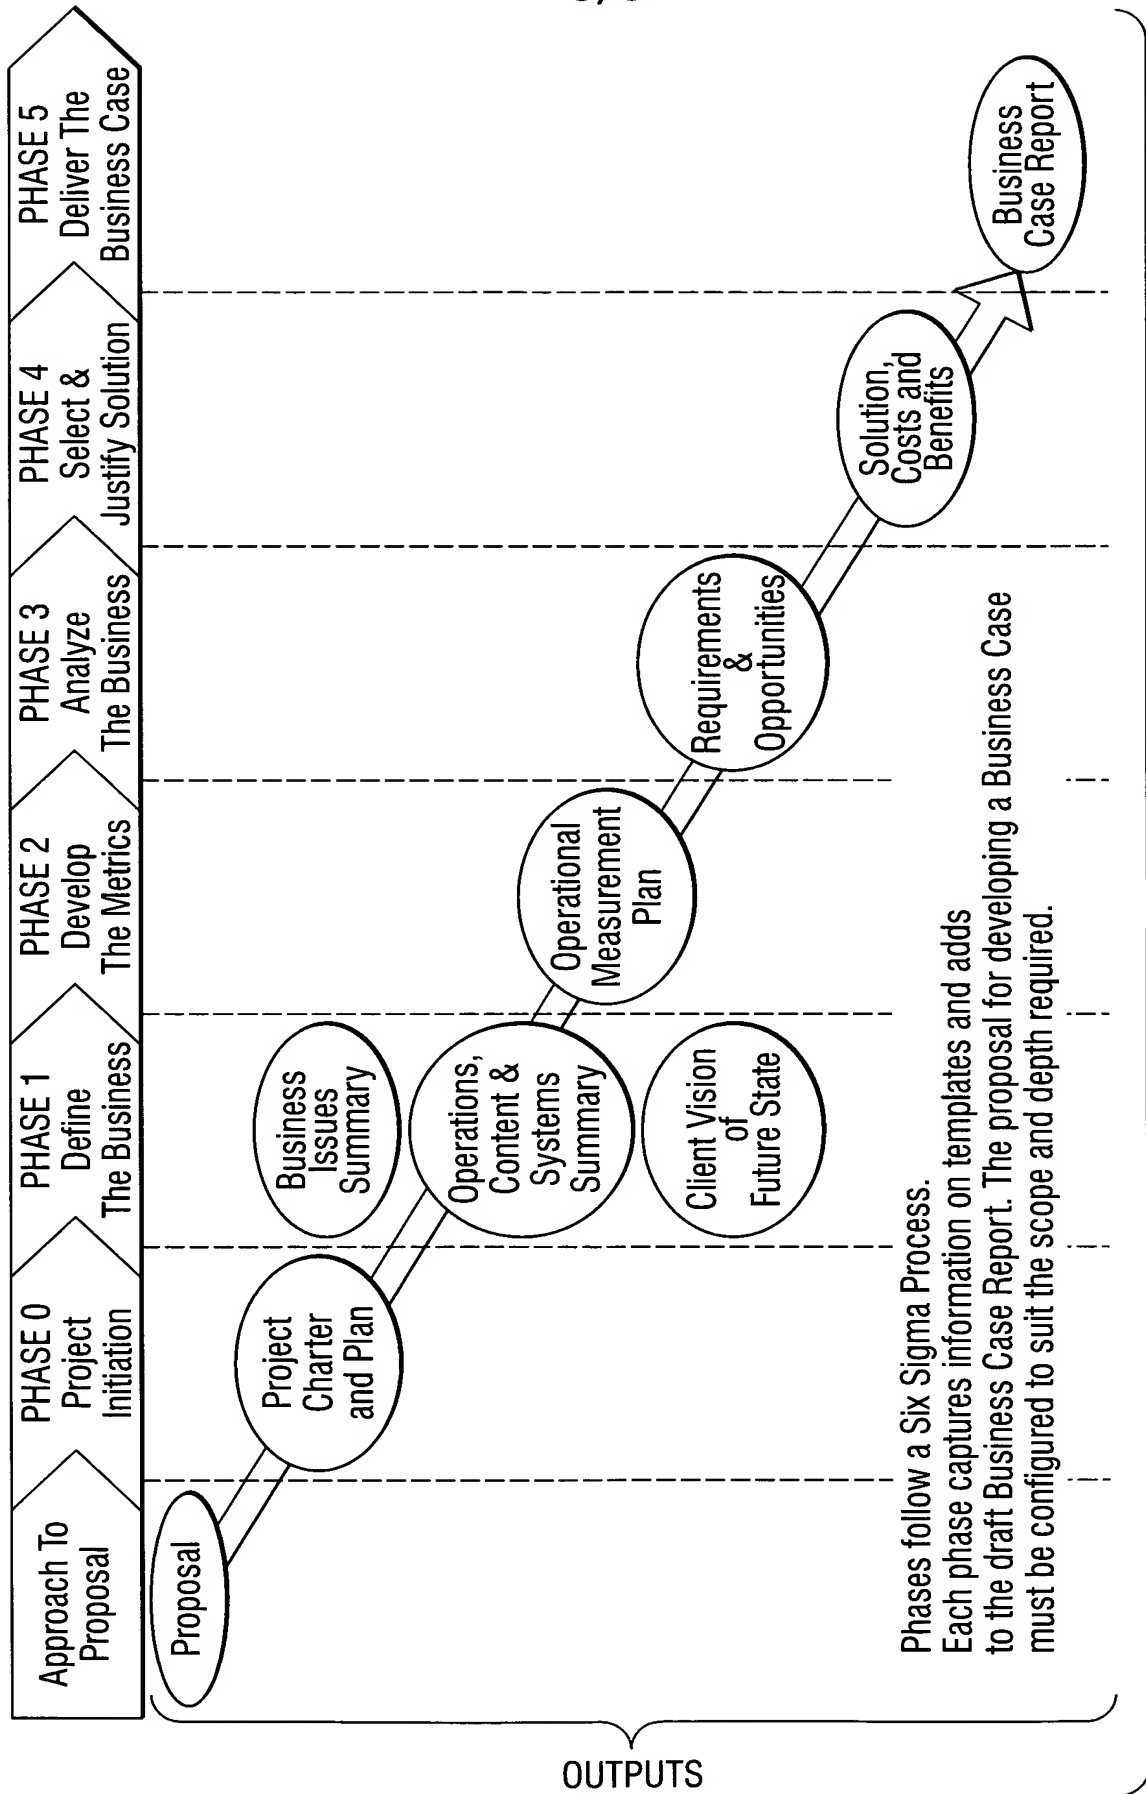 Approach To
Proposal
PHASE 0
Project
Initiation
PHASE 1
Define
The Business
PHASE 2
Develop
The Metrics
PHASE 3
Analyze
The Business
PHASE 4
Select &
Justify Solution
PHASE 5
Deliver The
Business Case
Proposal
Project
Charter
and Plan
Business
Issues
Summary
Operations,
Content &
Systems
Summary
Client Vision
of
Future State
Operational
Measurement
Plan
Requirements
&
Opportunities
Solution,
Costs and
Benefits
Business
Case Report
Phases follow a Six Sigma Process.
Each phase captures information on templates and adds
to the draft Business Case Report. The proposal for developing a Business Case
must be configured to suit the scope and depth required.
OUTPUTS